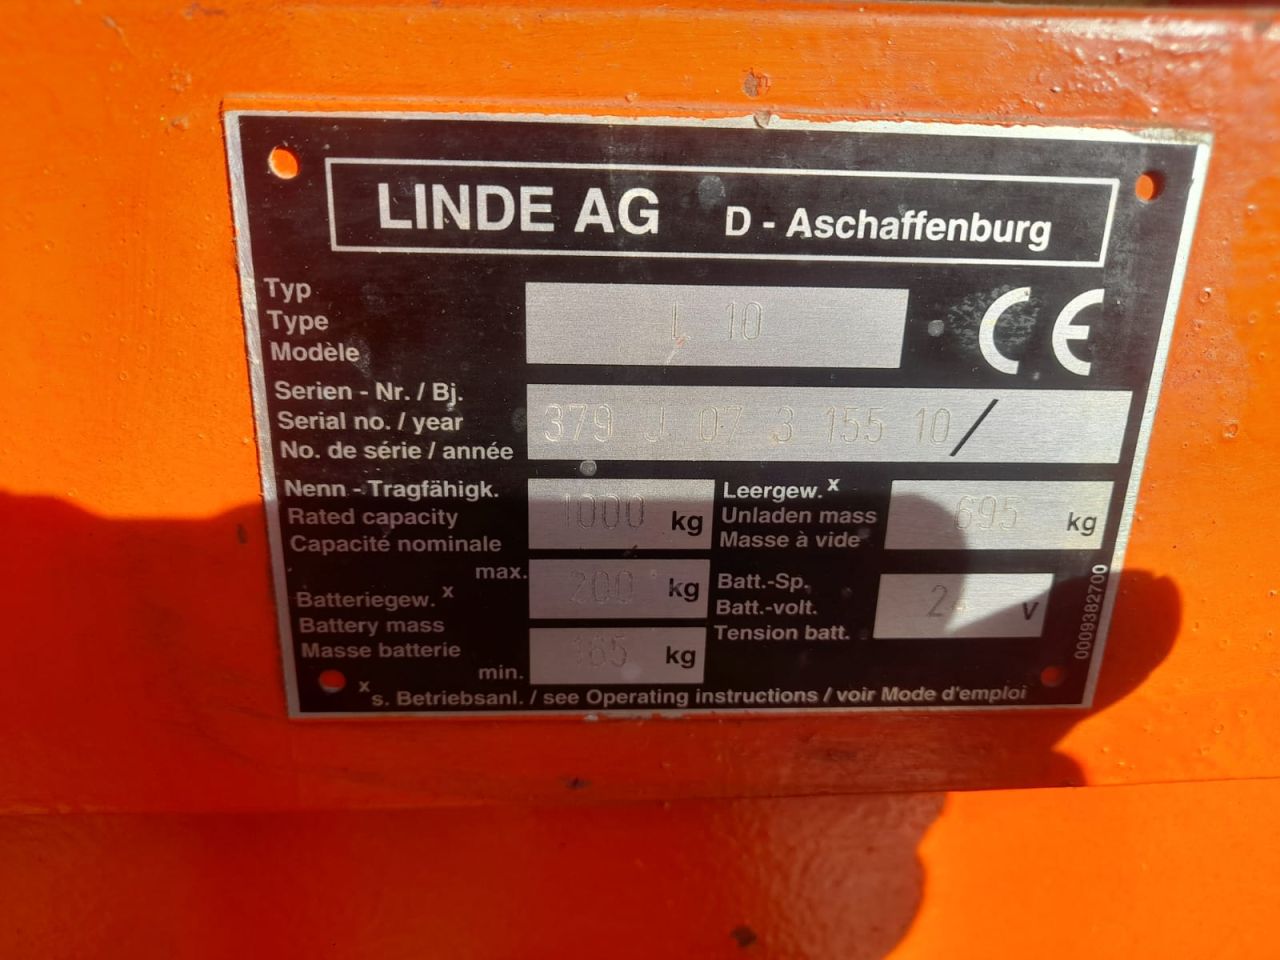 LINDE AG D - Aschaffenburg
Typ
Type
Modèle
L 10
Serien - Nr. / Bj.
Serial no. / year
No. de série / année
379 J 07 3 155 10 /
Nenn - Tragfähigk.
Rated capacity
Capacité nominale
1000 kg
Leergew. x
Unladen mass
Masse à vide
695 kg
max. 200 kg
Batteriegew. x
Battery mass
Masse batterie
min. 165 kg
Batt.-Sp.
Batt.-volt.
Tension batt.
24 V
0009382700
x s. Betriebsanl. / see Operating instructions / voir Mode d'emploi
CE